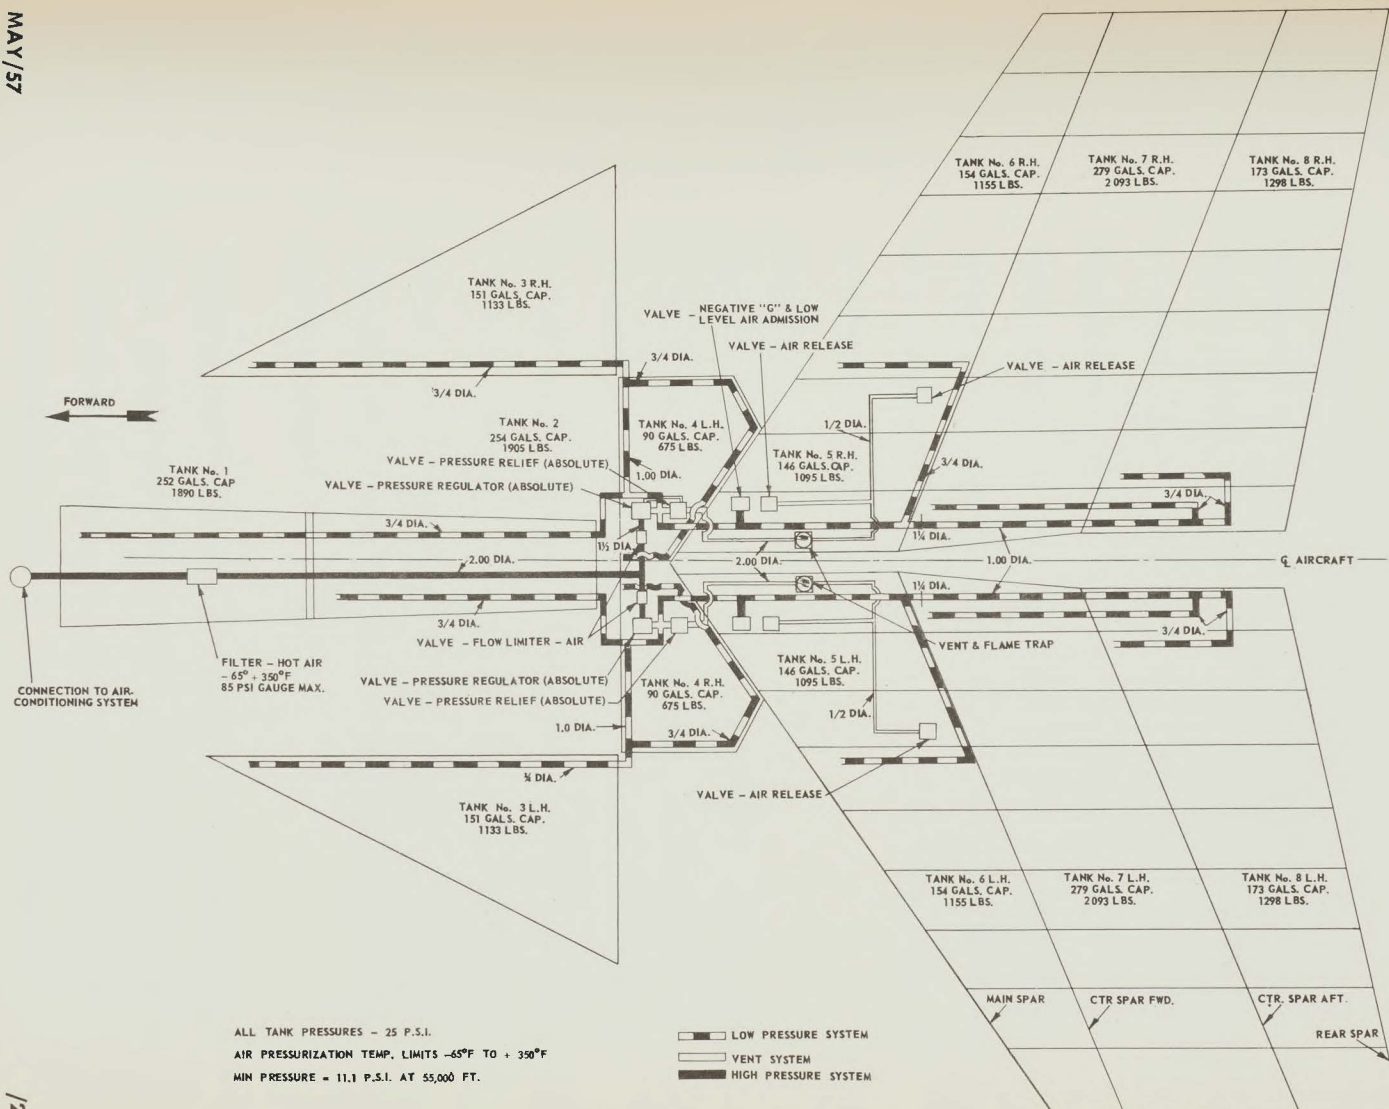 MAY/57
TANK No. 6 R.H.
154 GALS. CAP.
1155 LBS.
TANK No. 7 R.H.
279 GALS. CAP.
2093 LBS.
TANK No. 8 R.H.
173 GALS. CAP.
1298 LBS.
TANK No. 3 R.H.
151 GALS. CAP.
1133 LBS.
VALVE – NEGATIVE "G" & LOW
LEVEL AIR ADMISSION
VALVE – AIR RELEASE
3/4 DIA.
VALVE – AIR RELEASE
3/4 DIA.
FORWARD
TANK No. 2
254 GALS. CAP.
1905 LBS.
TANK No. 4 L.H.
90 GALS. CAP.
675 LBS.
1/2 DIA.
VALVE – PRESSURE RELIEF (ABSOLUTE)
TANK No. 5 R.H.
146 GALS. CAP.
1095 LBS.
3/4 DIA.
TANK No. 1
252 GALS. CAP
1890 LBS.
1.00 DIA.
VALVE – PRESSURE REGULATOR (ABSOLUTE)
3/4 DIA.
3/4 DIA.
1¼ DIA.
1½ DIA.
2.00 DIA.
2.00 DIA.
1.00 DIA.
℄ AIRCRAFT
1¼ DIA.
3/4 DIA.
3/4 DIA.
VALVE – FLOW LIMITER – AIR
VENT & FLAME TRAP
FILTER – HOT AIR
– 65° + 350°F
85 PSI GAUGE MAX.
CONNECTION TO AIR-
CONDITIONING SYSTEM
VALVE – PRESSURE REGULATOR (ABSOLUTE)
VALVE – PRESSURE RELIEF (ABSOLUTE)
TANK No. 4 R.H.
90 GALS. CAP.
675 LBS.
TANK No. 5 L.H.
146 GALS. CAP.
1095 LBS.
1/2 DIA.
1.0 DIA.
3/4 DIA.
¾ DIA.
VALVE – AIR RELEASE
TANK No. 3 L.H.
151 GALS. CAP.
1133 LBS.
TANK No. 6 L.H.
154 GALS. CAP.
1155 LBS.
TANK No. 7 L.H.
279 GALS. CAP.
2093 LBS.
TANK No. 8 L.H.
173 GALS. CAP.
1298 LBS.
MAIN SPAR
CTR SPAR FWD.
CTR. SPAR AFT.
REAR SPAR
ALL TANK PRESSURES – 25 P.S.I.
AIR PRESSURIZATION TEMP. LIMITS –65°F TO + 350°F
MIN PRESSURE = 11.1 P.S.I. AT 55,000 FT.
LOW PRESSURE SYSTEM
VENT SYSTEM
HIGH PRESSURE SYSTEM